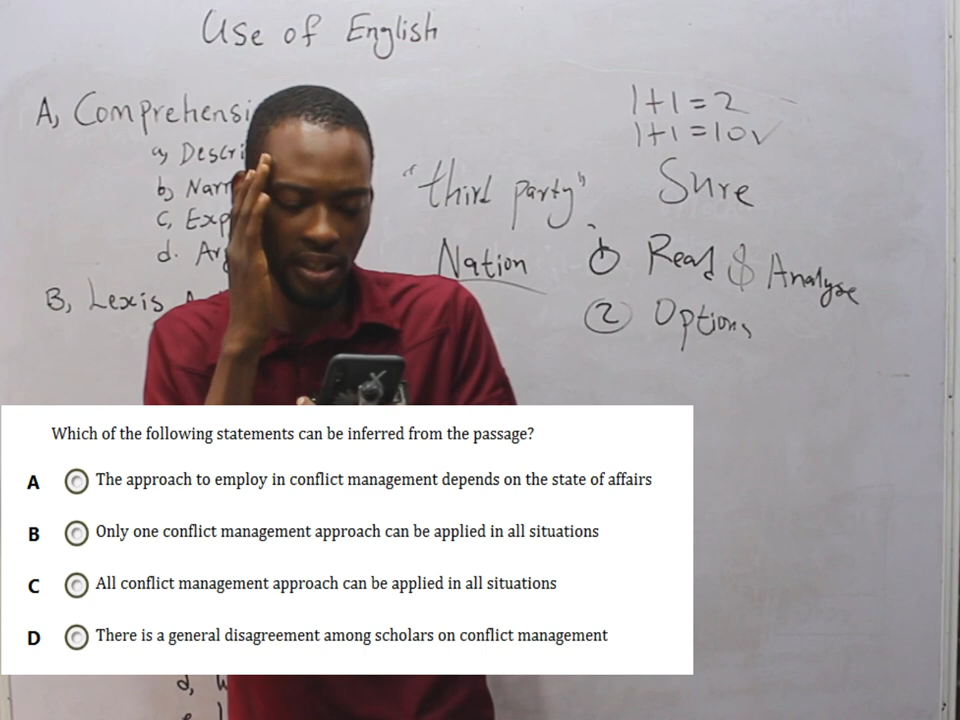 Use of English
A, Comprehensi
a, Descri
b, Narr
c, Exp
d. Ar
B, Lexis
"third party"
Nation
1+1=2
1+1=10✓
Sure
① Read & Analyse
② Options
Which of the following statements can be inferred from the passage?
A The approach to employ in conflict management depends on the state of affairs
B Only one conflict management approach can be applied in all situations
C All conflict management approach can be applied in all situations
D There is a general disagreement among scholars on conflict management
d,